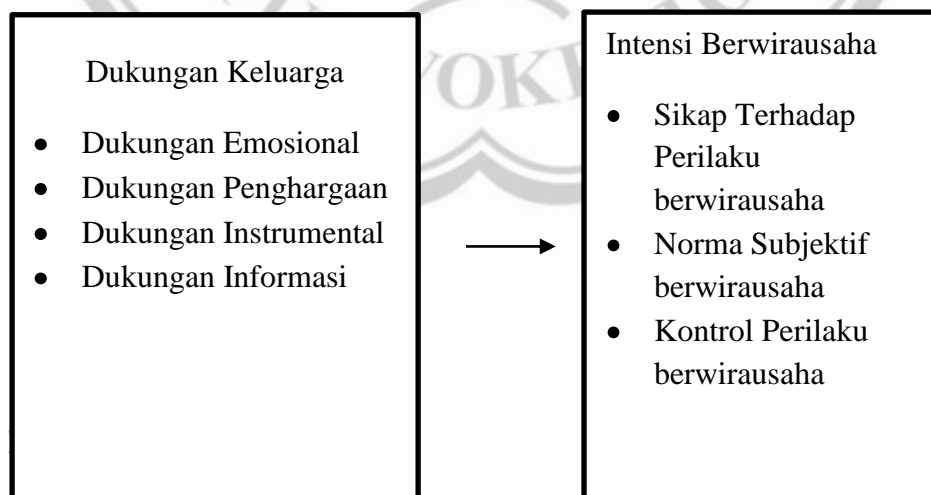 Dukungan Keluarga
• Dukungan Emosional
• Dukungan Penghargaan
• Dukungan Instrumental
• Dukungan Informasi
Intensi Berwirausaha
• Sikap Terhadap
Perilaku
berwirausaha
• Norma Subjektif
berwirausaha
• Kontrol Perilaku
berwirausaha